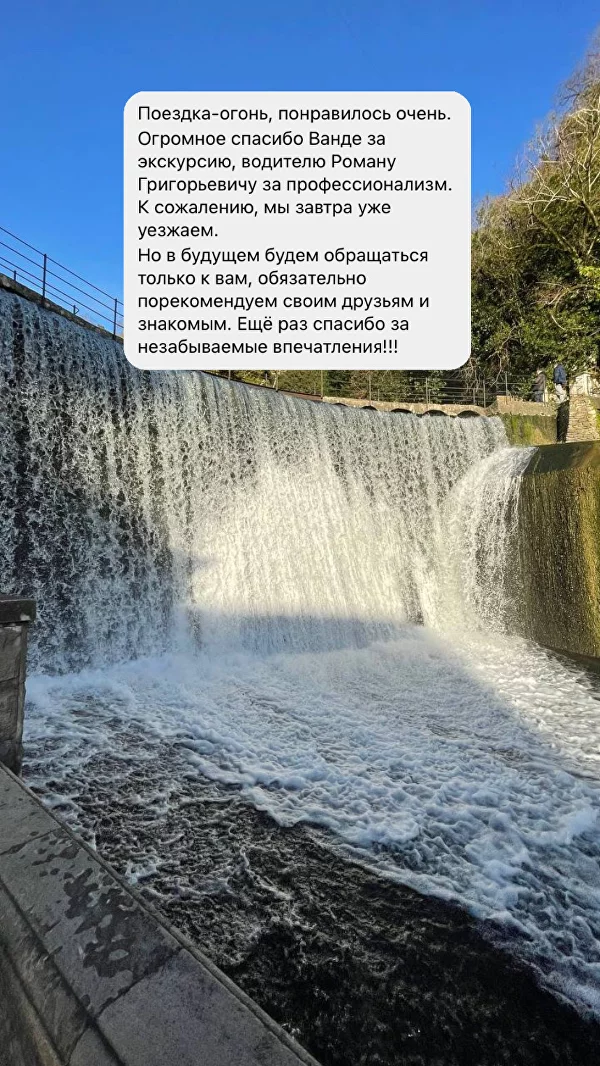 Поездка-огонь, понравилось очень.
Огромное спасибо Ванде за
экскурсию, водителю Роману
Григорьевичу за профессионализм.
К сожалению, мы завтра уже
уезжаем.
Но в будущем будем обращаться
только к вам, обязательно
порекомендуем своим друзьям и
знакомым. Ещё раз спасибо за
незабываемые впечатления!!!